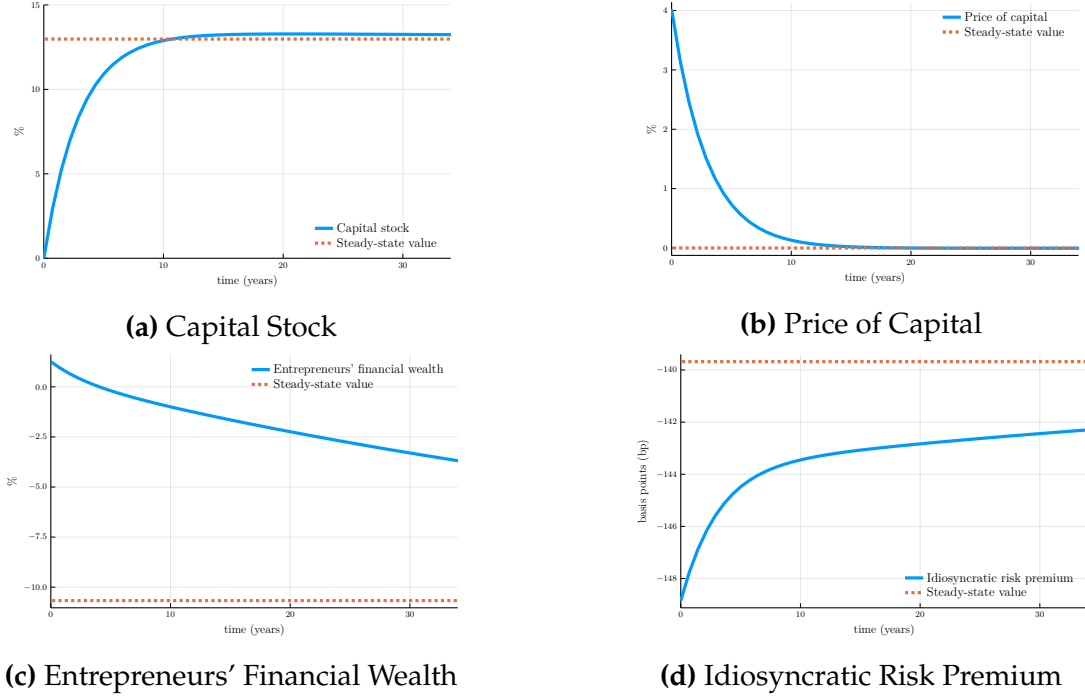 15
10
5
0
%
Capital stock
Steady-state value
0 10 20 30
time (years)
(a) Capital Stock
4
3
2
1
0
%
Price of capital
Steady-state value
0 10 20 30
time (years)
(b) Price of Capital
0.0
−2.5
−5.0
−7.5
−10.0
%
Entrepreneurs' financial wealth
Steady-state value
0 10 20 30
time (years)
(c) Entrepreneurs' Financial Wealth
−140
−142
−144
−146
−148
basis points (bp)
Idiosyncratic risk premium
Steady-state value
0 10 20 30
time (years)
(d) Idiosyncratic Risk Premium